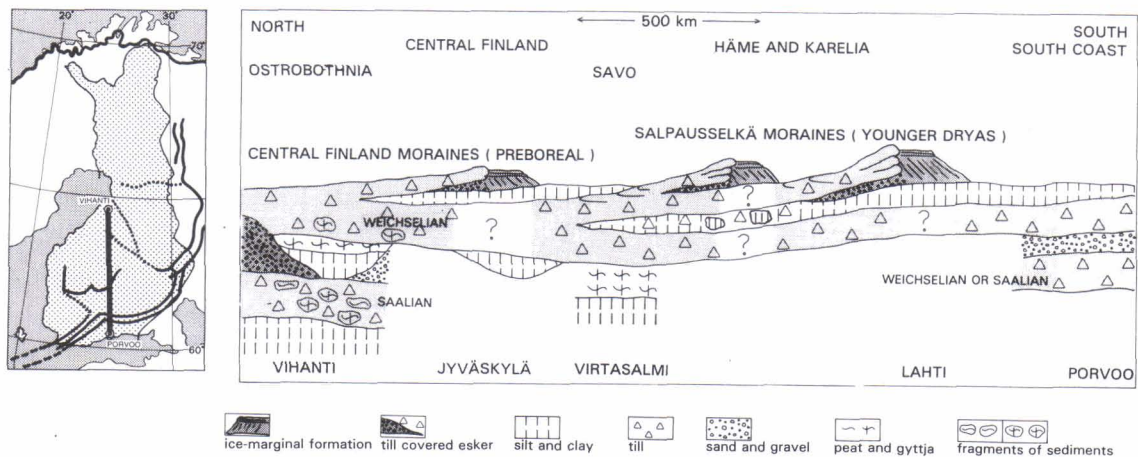 20° 30°
70°
VIHANTI
PORVOO
60°
500 km
NORTH
SOUTH
CENTRAL FINLAND
HÄME AND KARELIA
SOUTH COAST
OSTROBOTHNIA
SAVO
SALPAUSSELKÄ MORAINES ( YOUNGER DRYAS )
CENTRAL FINLAND MORAINES ( PREBOREAL )
?
WEICHSELIAN
?
?
?
SAALIAN
WEICHSELIAN OR SAALIAN
VIHANTI
JYVÄSKYLÄ
VIRTASALMI
LAHTI
PORVOO
ice-marginal formation
till covered esker
silt and clay
till
sand and gravel
peat and gyttja
fragments of sediments